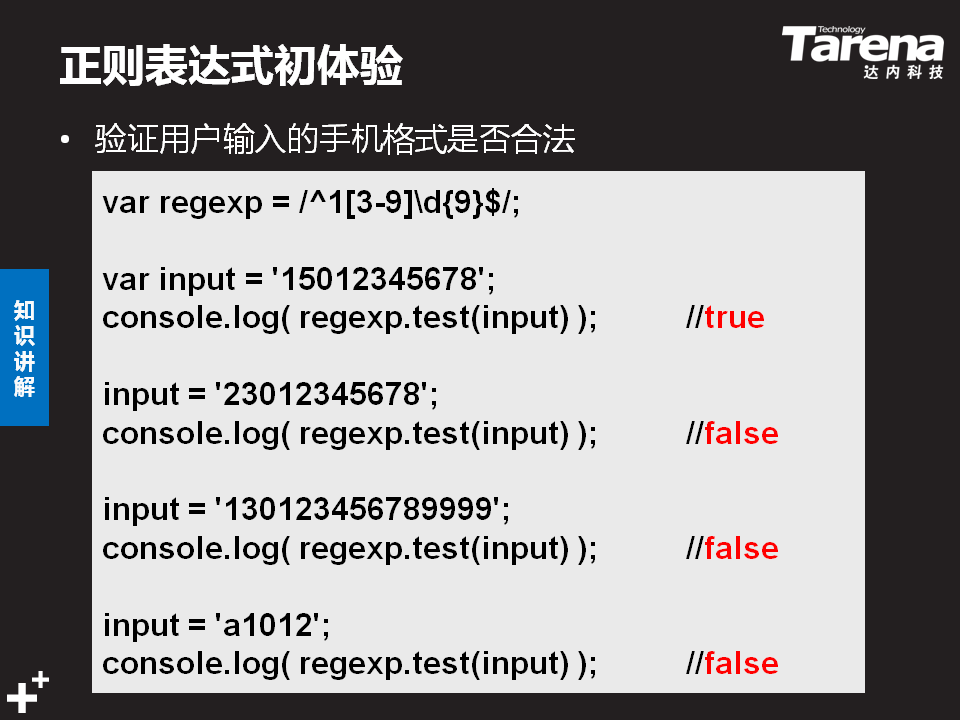 正则表达式初体验
Technology
Tarena
达内科技
• 验证用户输入的手机格式是否合法
知识讲解
var regexp = /^1[3-9]\d{9}$/;
var input = '15012345678';
console.log( regexp.test(input) ); //true
input = '23012345678';
console.log( regexp.test(input) ); //false
input = '130123456789999';
console.log( regexp.test(input) ); //false
input = 'a1012';
console.log( regexp.test(input) ); //false